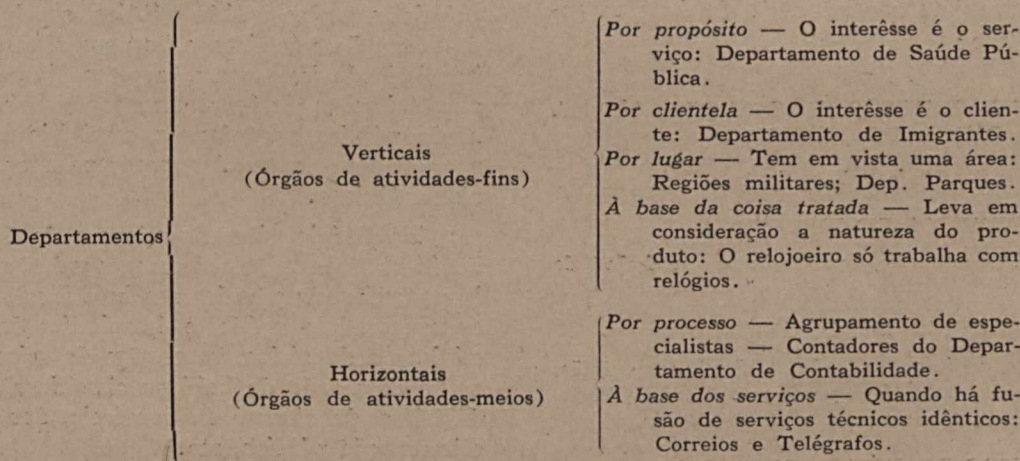 Departamentos
Verticais
(Órgãos de atividades-fins)
Por propósito — O interêsse é o ser-
viço: Departamento de Saúde Pú-
blica.
Por clientela — O interêsse é o clien-
te: Departamento de Imigrantes.
Por lugar — Tem em vista uma área:
Regiões militares; Dep. Parques.
À base da coisa tratada — Leva em
consideração a natureza do pro-
duto: O relojoeiro só trabalha com
relógios.
Horizontais
(Órgãos de atividades-meios)
Por processo — Agrupamento de espe-
cialistas — Contadores do Depar-
tamento de Contabilidade.
À base dos serviços — Quando há fu-
são de serviços técnicos idênticos:
Correios e Telégrafos.